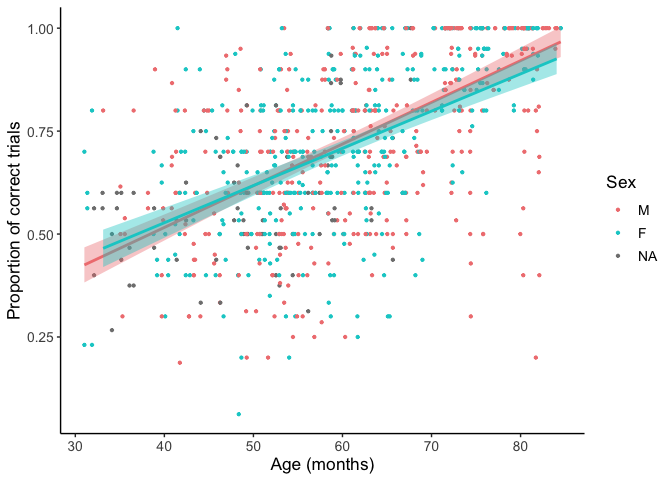 1.00
0.75
0.50
0.25
Proportion of correct trials
30 40 50 60 70 80
Age (months)
Sex
M
F
NA